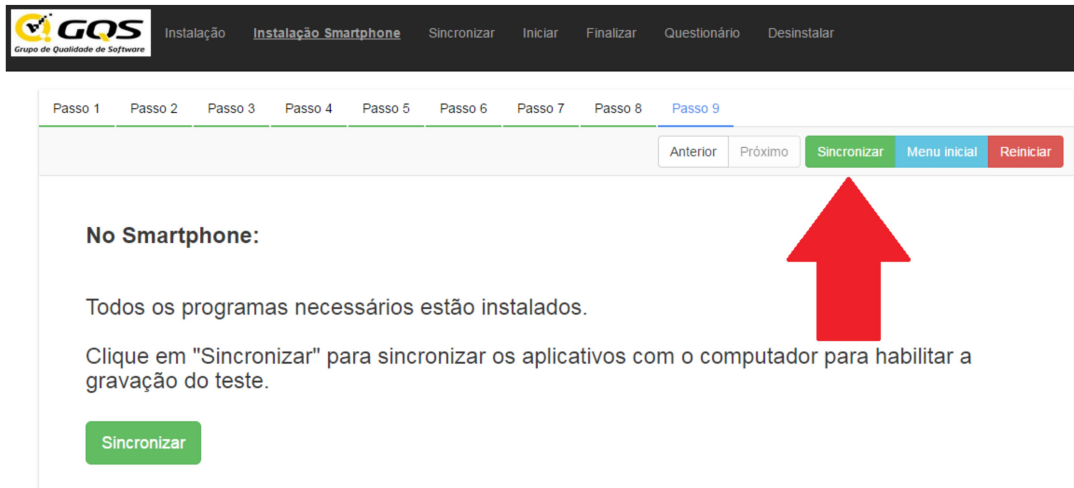 GQS
Grupo de Qualidade de Software
Instalação Instalação Smartphone Sincronizar Iniciar Finalizar Questionário Desinstalar
Passo 1 Passo 2 Passo 3 Passo 4 Passo 5 Passo 6 Passo 7 Passo 8 Passo 9
Anterior Próximo Sincronizar Menu inicial Reiniciar
No Smartphone:
Todos os programas necessários estão instalados.
Clique em "Sincronizar" para sincronizar os aplicativos com o computador para habilitar a
gravação do teste.
Sincronizar